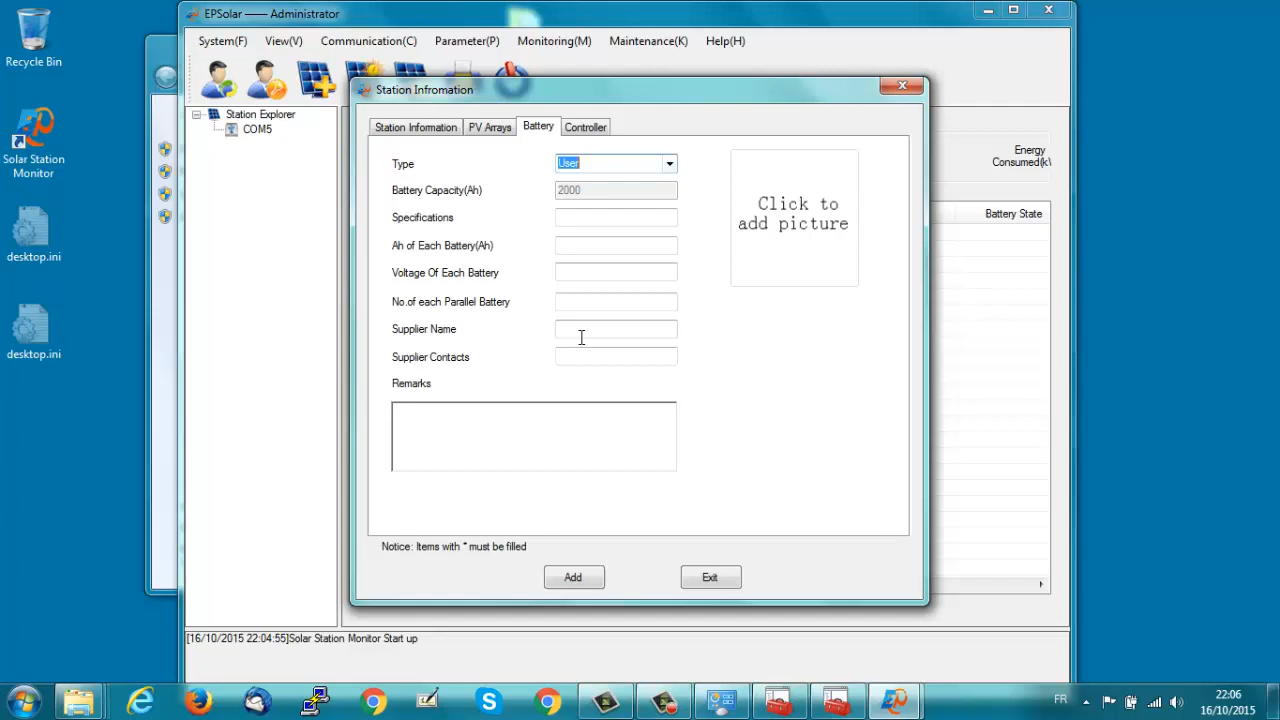 Recycle Bin
Solar Station
Monitor
desktop.ini
desktop.ini
EPSolar —— Administrator
System(F) View(V) Communication(C) Parameter(P) Monitoring(M) Maintenance(K) Help(H)
Station Explorer
COM5
Energy
Consumed(k\
Battery State
Station Infromation
Station Information PV Arrays Battery Controller
Type User
Battery Capacity(Ah) 2000
Specifications
Ah of Each Battery(Ah)
Voltage Of Each Battery
No.of each Parallel Battery
Supplier Name
Supplier Contacts
Remarks
Click to
add picture
Notice: Items with * must be filled
Add Exit
[16/10/2015 22:04:55]Solar Station Monitor Start up
FR
22:06
16/10/2015